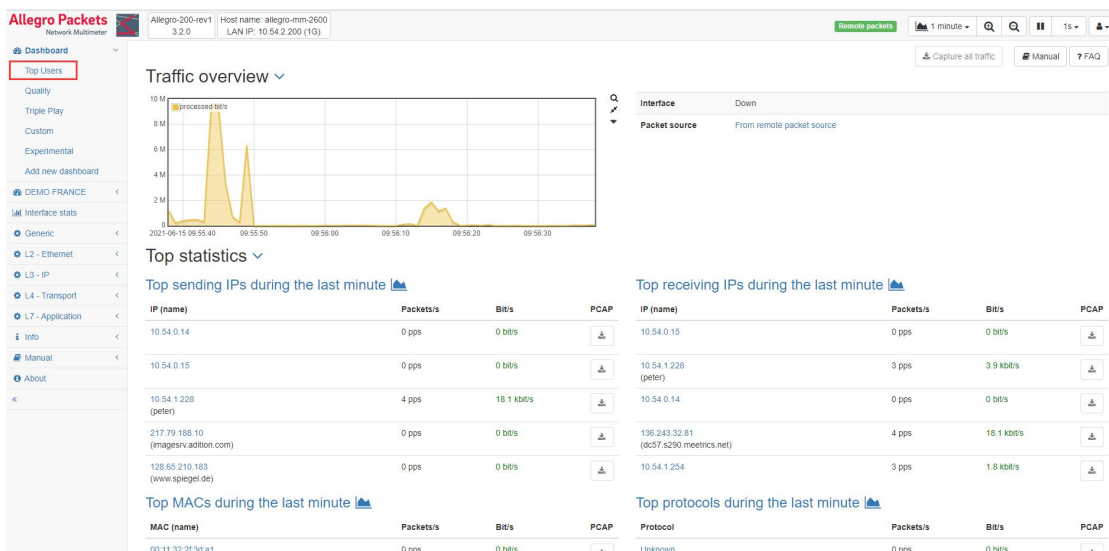 Allegro Packets
Network Multimeter
Allegro-200-rev1
3.2.0
Host name: allegro-mm-2600
LAN IP: 10.54.2.200 (1G)
Remote packets
1 minute
1s
Dashboard
Top Users
Quality
Triple Play
Custom
Experimental
Add new dashboard
DEMO FRANCE
Interface stats
Generic
L2 - Ethernet
L3 - IP
L4 - Transport
L7 - Application
Info
Manual
About
«
Capture all traffic
Manual
? FAQ
Traffic overview
processed bit/s
10 M
8 M
6 M
4 M
2 M
0
2021-06-15 09:55:40 09:55:50 09:56:00 09:56:10 09:56:20 09:56:30
Interface Down
Packet source From remote packet source
Top statistics
Top sending IPs during the last minute
IP (name) Packets/s Bit/s PCAP
10.54.0.14 0 pps 0 bit/s
10.54.0.15 0 pps 0 bit/s
10.54.1.228 4 pps 18.1 kbit/s
(peter)
217.79.188.10 0 pps 0 bit/s
(imagesrv.adition.com)
128.65.210.183 0 pps 0 bit/s
(www.spiegel.de)
Top receiving IPs during the last minute
IP (name) Packets/s Bit/s PCAP
10.54.0.15 0 pps 0 bit/s
10.54.1.228 3 pps 3.9 kbit/s
(peter)
10.54.0.14 0 pps 0 bit/s
136.243.32.81 4 pps 18.1 kbit/s
(dc57.s290.meetrics.net)
10.54.1.254 3 pps 1.8 kbit/s
Top MACs during the last minute
MAC (name) Packets/s Bit/s PCAP
00:11:32:2f:3d:a1 0 pps 0 bit/s
Top protocols during the last minute
Protocol Packets/s Bit/s PCAP
Unknown 0 pps 0 bit/s